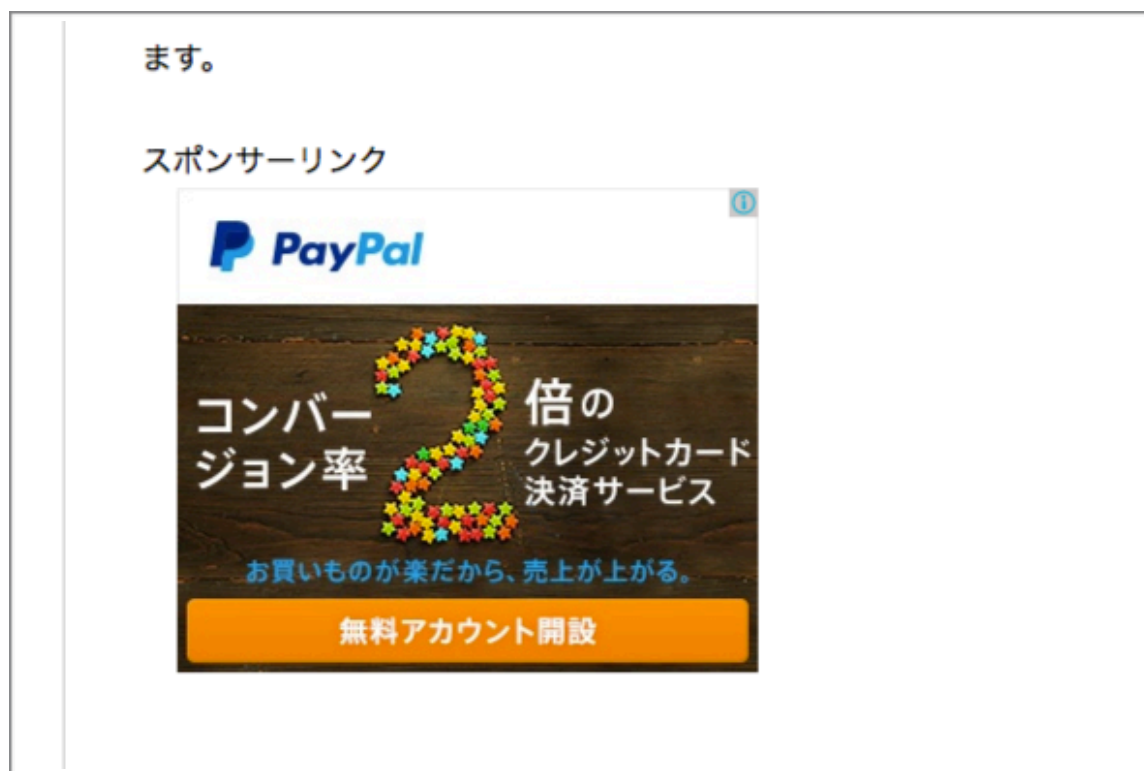 ます。
スポンサーリンク
PayPal
コンバー
ジョン率
2
倍の
クレジットカード
決済サービス
お買いものが楽だから、売上が上がる。
無料アカウント開設